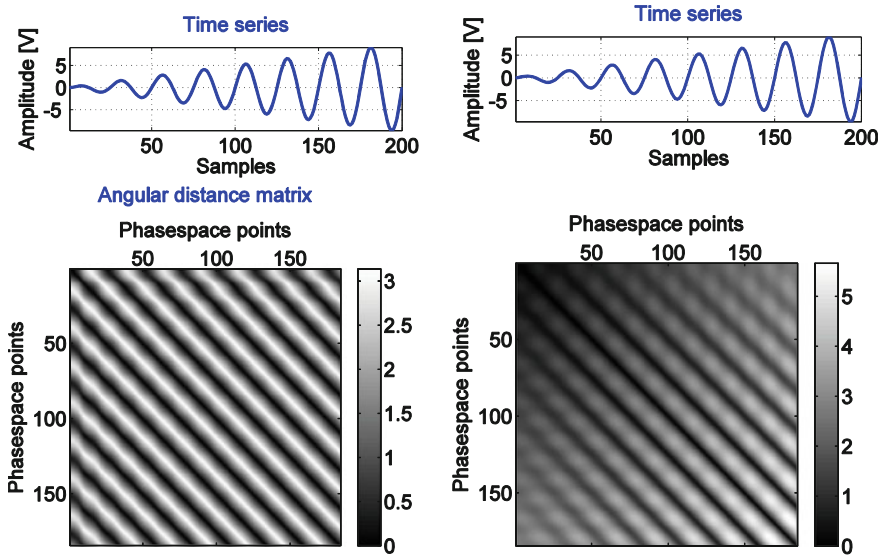 Time series
Amplitude [V]
5
0
-5
50 100 150 200
Samples
Time series
Amplitude [V]
5
0
-5
50 100 150 200
Samples
Angular distance matrix
Phasespace points
50 100 150
Phasespace points
50
100
150
3
2.5
2
1.5
1
0.5
0
Phasespace points
50 100 150
Phasespace points
50
100
150
5
4
3
2
1
0